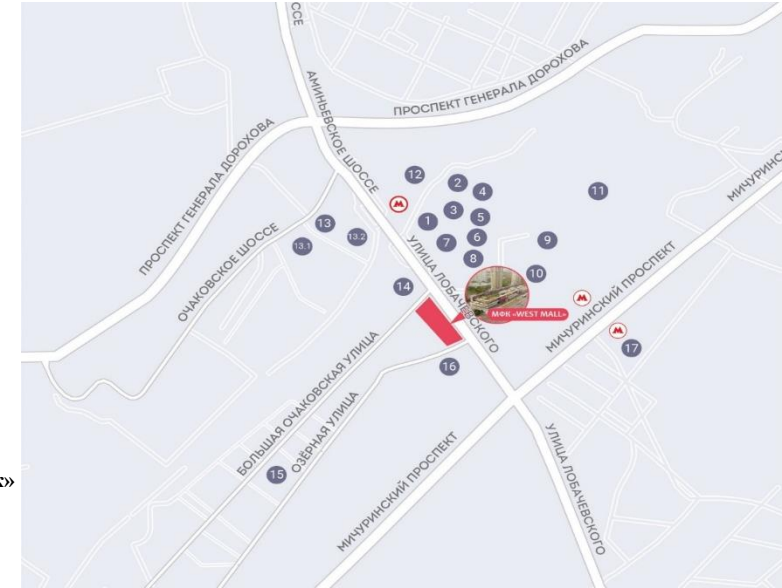 ССЕ
ПРОСПЕКТ ГЕНЕРАЛА ДОРОХОВА
АМИНЬЕВСКОЕ ШОССЕ
ПРОСПЕКТ ГЕНЕРАЛА ДОРОХОВА
МИЧУРИНСКИ
12
2
4
11
М
3
5
1
13
13.1
13.2
7
6
9
8
10
ОЧАКОВСКОЕ ШОССЕ
УЛИЦА ЛОБАЧЕВСКОГО
14
МФК «WEST MALL»
М
МИЧУРИНСКИЙ ПРОСПЕКТ
М
17
16
БОЛЬШАЯ ОЧАКОВСКАЯ УЛИЦА
ОЗЁРНАЯ УЛИЦА
15
МИЧУРИНСКИЙ ПРОСПЕКТ
УЛИЦА ЛОБАЧЕВСКОГО